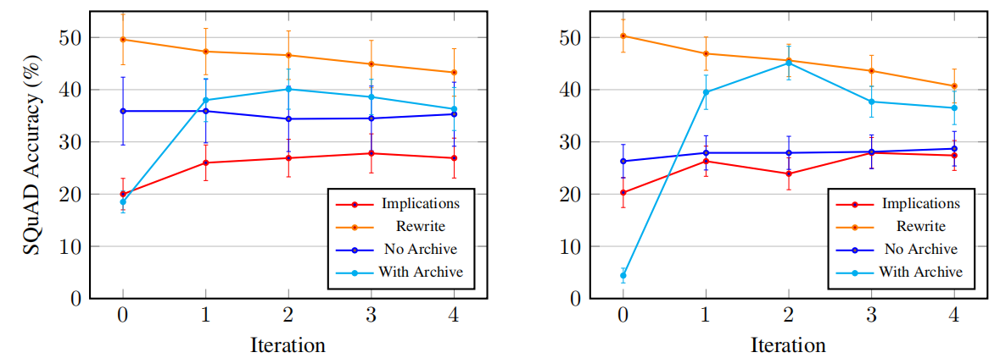 SQuAD Accuracy (%)
50
40
30
20
10
0
0 1 2 3 4
Iteration
Implications
Rewrite
No Archive
With Archive
50
40
30
20
10
0
0 1 2 3 4
Iteration
Implications
Rewrite
No Archive
With Archive